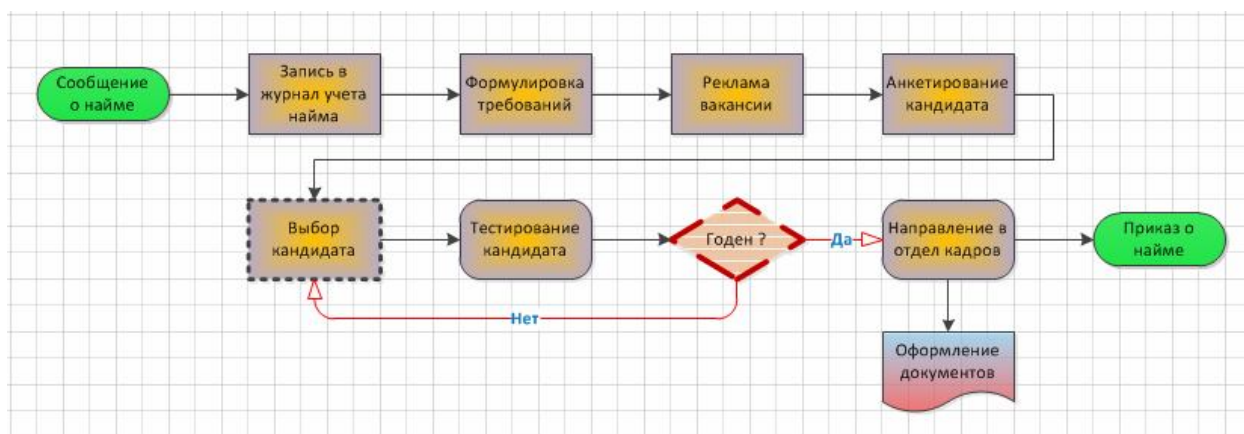 Сообщение
о найме
Запись в
журнал учета
найма
Формулировка
требований
Реклама
вакансии
Анкетирование
кандидата
Выбор
кандидата
Тестирование
кандидата
Годен ?
Да
Направление в
отдел кадров
Приказ о
найме
Нет
Оформление
документов